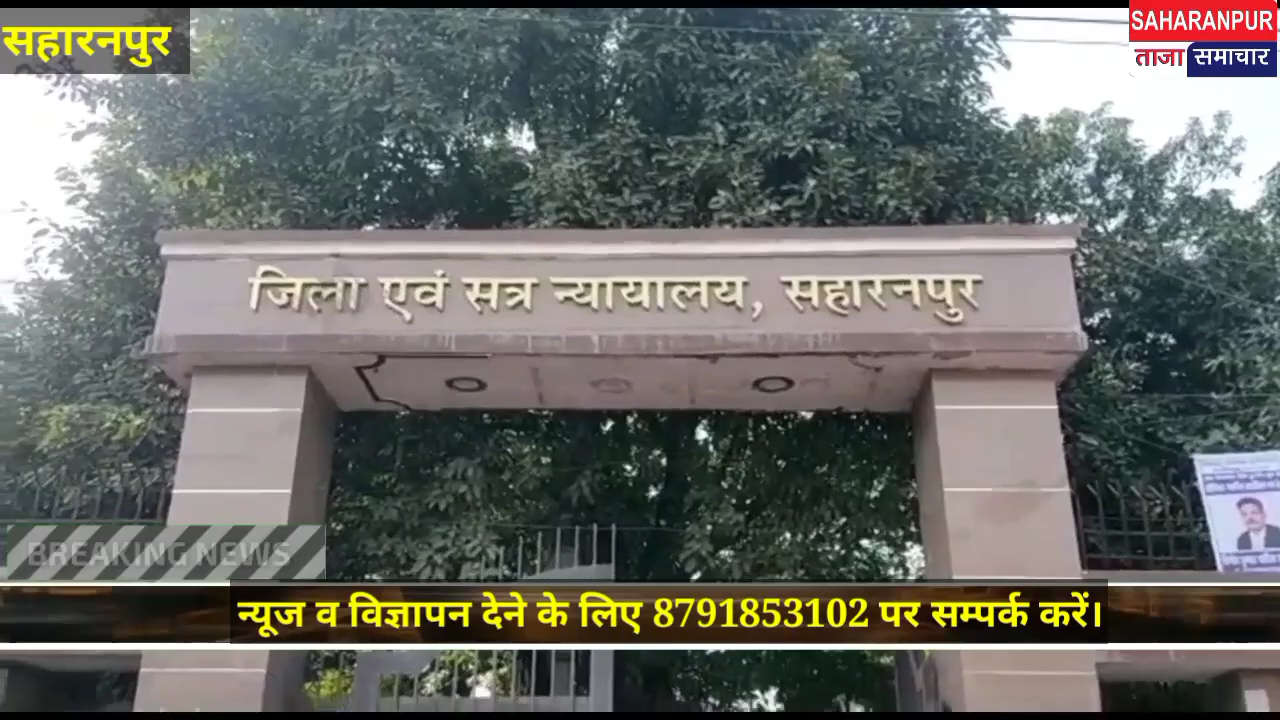 सहारनपुर
SAHARANPUR
ताजा समाचार
जिला एवं सत्र न्यायालय, सहारनपुर
BREAKING NEWS
न्यूज व विज्ञापन देने के लिए 8791853102 पर सम्पर्क करें।